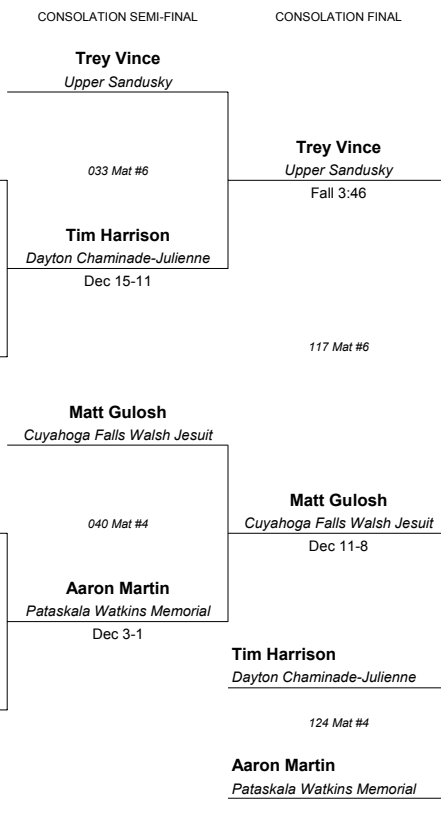 CONSOLATION SEMI-FINAL
CONSOLATION FINAL
Trey Vince
Upper Sandusky
033 Mat #6
Trey Vince
Upper Sandusky
Fall 3:46
Tim Harrison
Dayton Chaminade-Julienne
Dec 15-11
117 Mat #6
Matt Gulosh
Cuyahoga Falls Walsh Jesuit
040 Mat #4
Matt Gulosh
Cuyahoga Falls Walsh Jesuit
Dec 11-8
Aaron Martin
Pataskala Watkins Memorial
Dec 3-1
Tim Harrison
Dayton Chaminade-Julienne
124 Mat #4
Aaron Martin
Pataskala Watkins Memorial